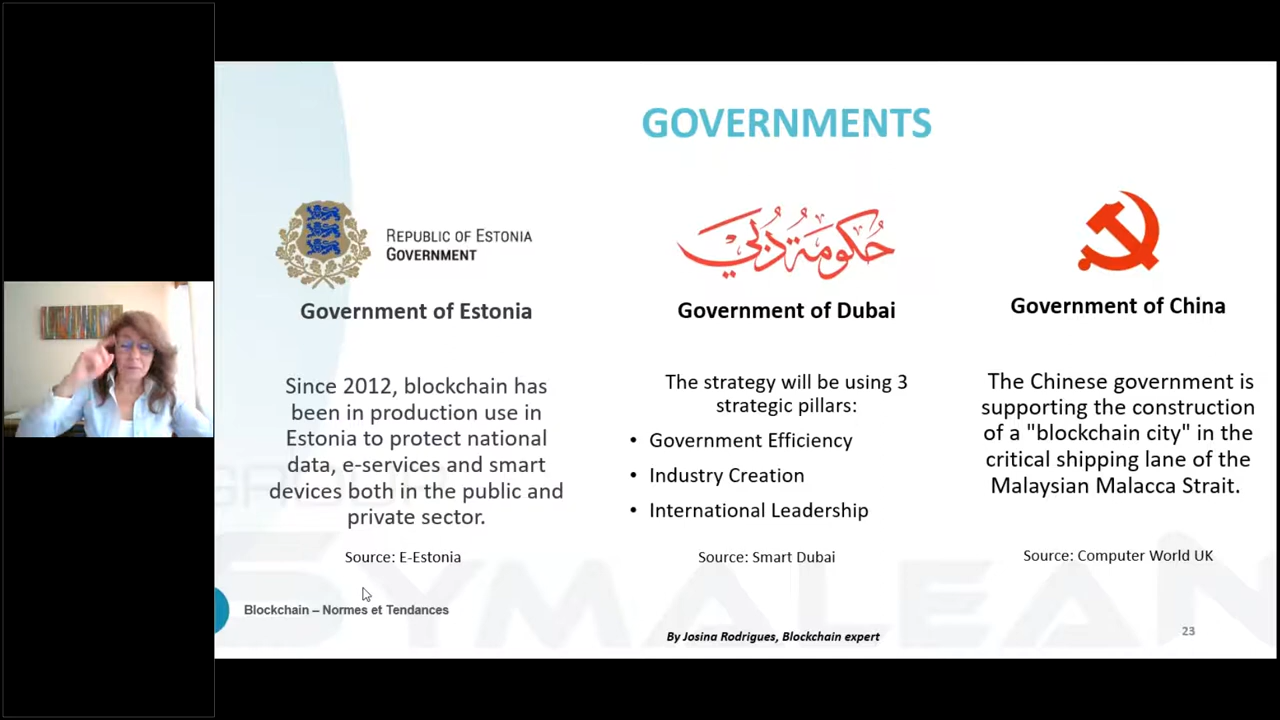 GOVERNMENTS
REPUBLIC OF ESTONIA
GOVERNMENT
Government of Estonia
Since 2012, blockchain has
been in production use in
Estonia to protect national
data, e-services and smart
devices both in the public and
private sector.
Source: E-Estonia
حكومة دبي
Government of Dubai
The strategy will be using 3
strategic pillars:
• Government Efficiency
• Industry Creation
• International Leadership
Source: Smart Dubai
Government of China
The Chinese government is
supporting the construction
of a "blockchain city" in the
critical shipping lane of the
Malaysian Malacca Strait.
Source: Computer World UK
GROUP
SYMALEAN
Blockchain – Normes et Tendances
By Josina Rodrigues, Blockchain expert
23